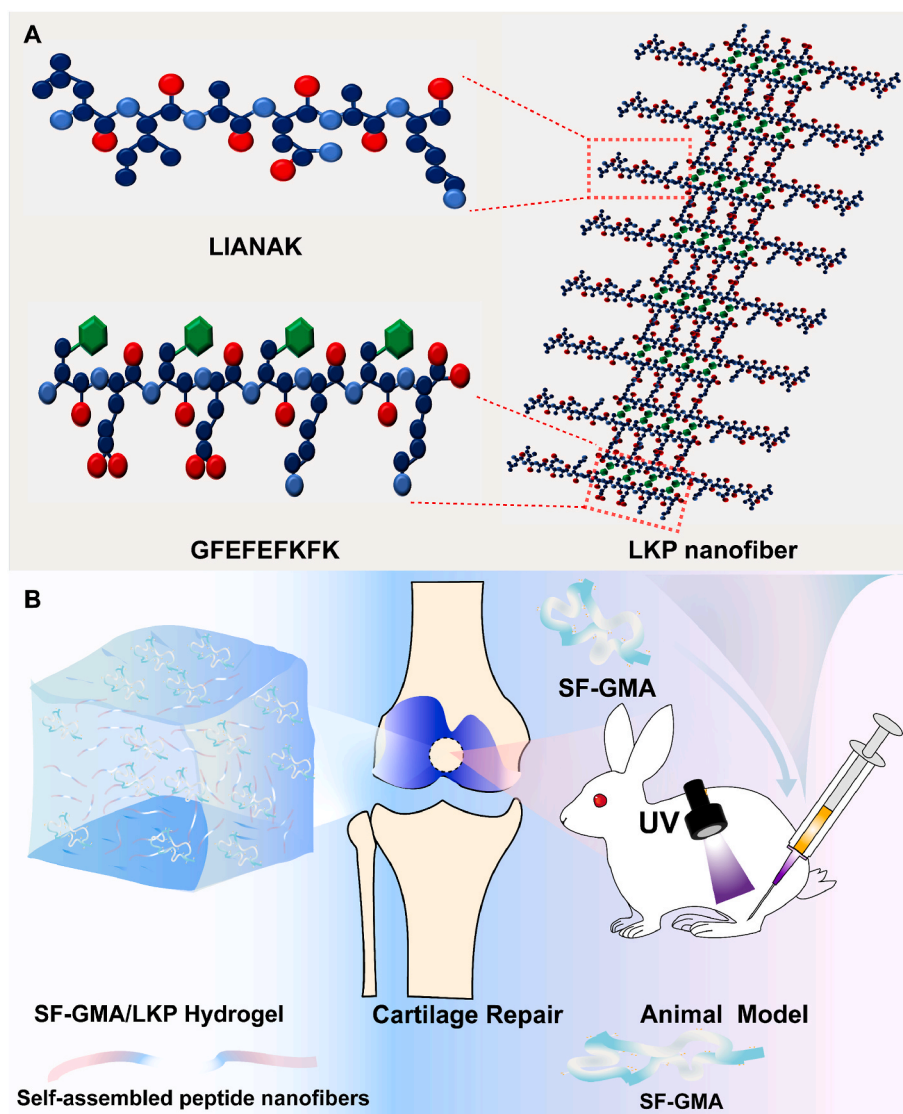 A
LIANAK
GFEFEFKFK
LKP nanofiber
B
SF-GMA
UV
SF-GMA/LKP Hydrogel
Cartilage Repair
Animal Model
Self-assembled peptide nanofibers
SF-GMA